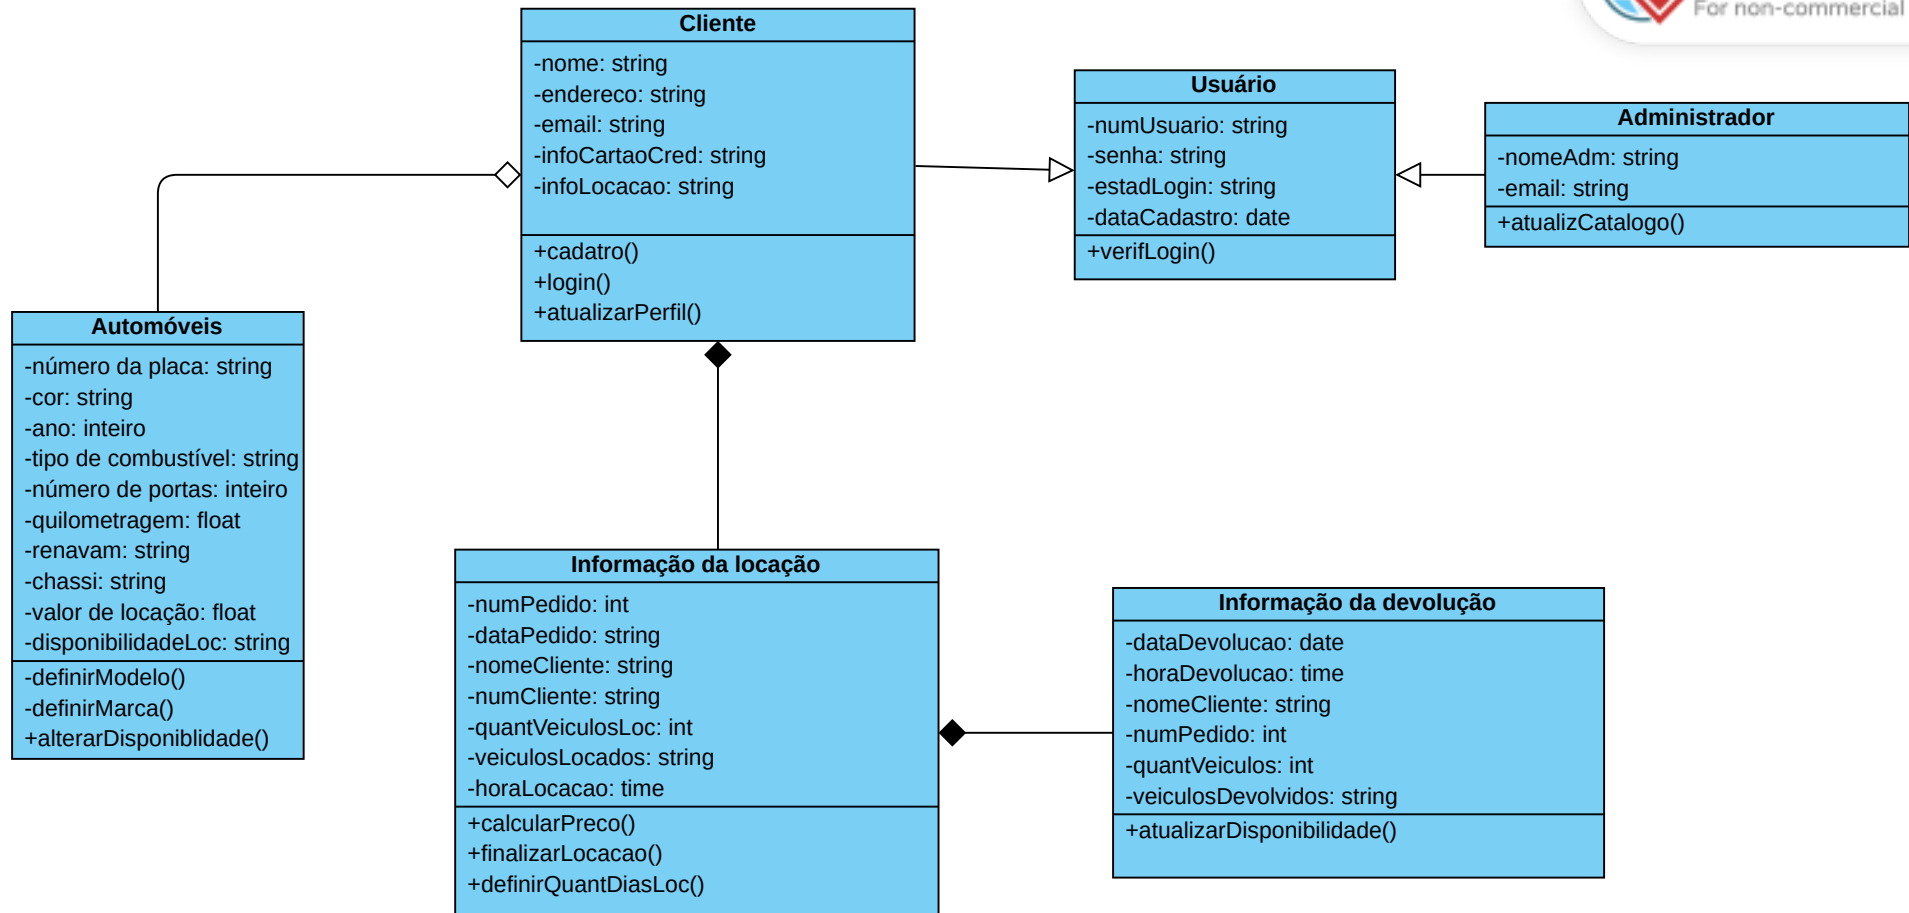 For non-commercial
Cliente
-nome: string
-endereco: string
-email: string
-infoCartaoCred: string
-infoLocacao: string
+cadatro()
+login()
+atualizarPerfil()
Usuário
-numUsuario: string
-senha: string
-estadLogin: string
-dataCadastro: date
+verifLogin()
Administrador
-nomeAdm: string
-email: string
+atualizCatalogo()
Automóveis
-número da placa: string
-cor: string
-ano: inteiro
-tipo de combustível: string
-número de portas: inteiro
-quilometragem: float
-renavam: string
-chassi: string
-valor de locação: float
-disponibilidadeLoc: string
-definirModelo()
-definirMarca()
+alterarDisponiblidade()
Informação da locação
-numPedido: int
-dataPedido: string
-nomeCliente: string
-numCliente: string
-quantVeiculosLoc: int
-veiculosLocados: string
-horaLocacao: time
+calcularPreco()
+finalizarLocacao()
+definirQuantDiasLoc()
Informação da devolução
-dataDevolucao: date
-horaDevolucao: time
-nomeCliente: string
-numPedido: int
-quantVeiculos: int
-veiculosDevolvidos: string
+atualizarDisponibilidade()